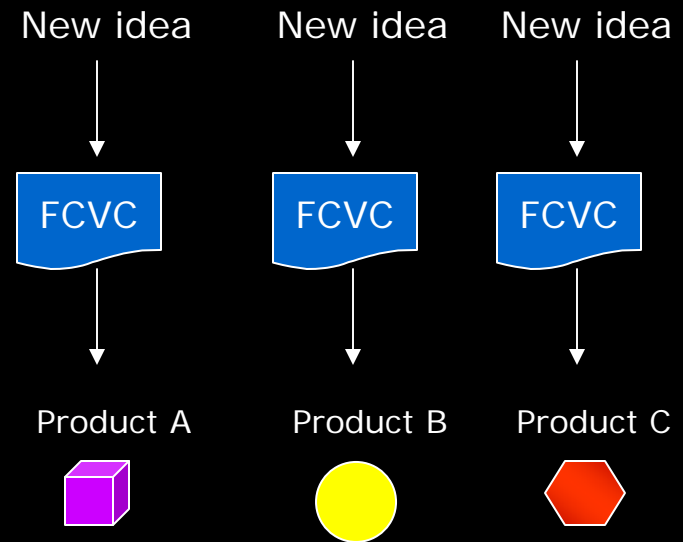 New idea
New idea
New idea
FCVC
FCVC
FCVC
Product A
Product B
Product C